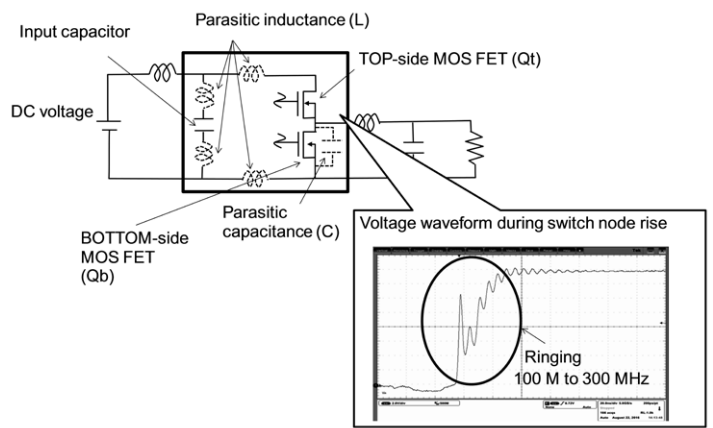 Parasitic inductance (L)
Input capacitor
TOP-side MOS FET (Qt)
DC voltage
Parasitic
capacitance (C)
BOTTOM-side
MOS FET
(Qb)
Voltage waveform during switch node rise
Ringing
100 M to 300 MHz